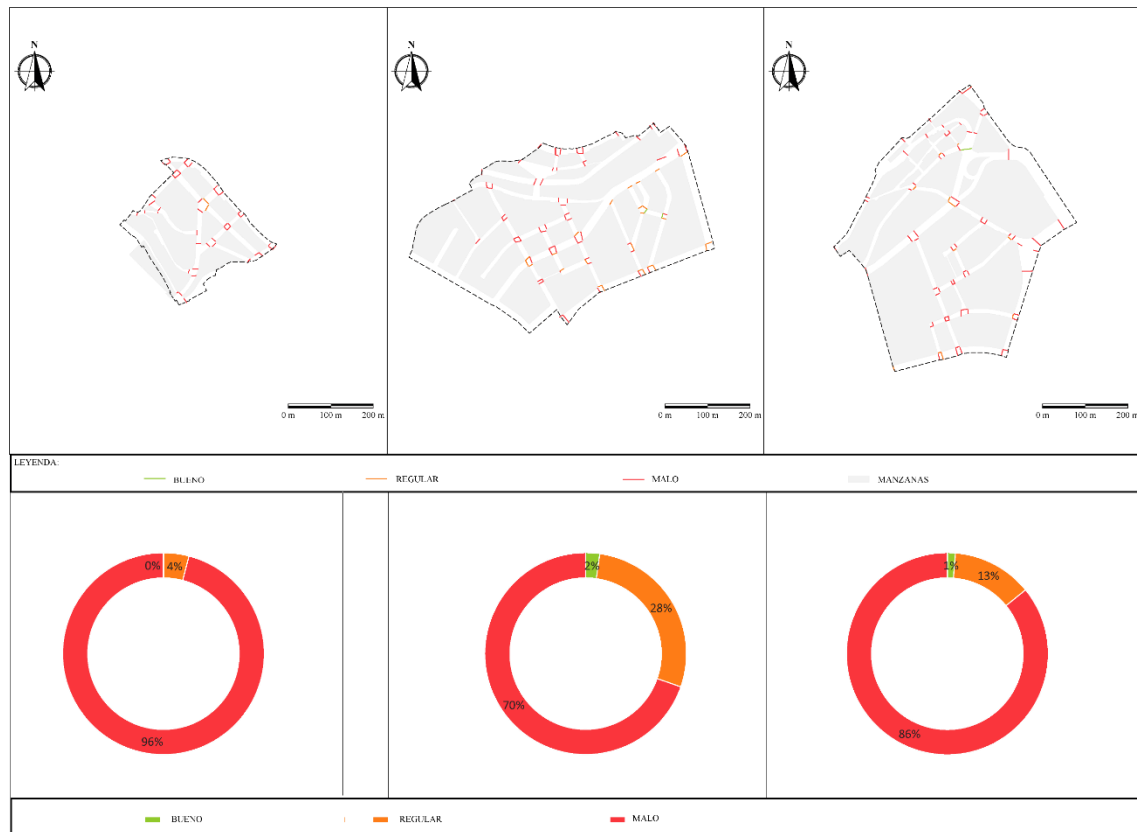 N
N
N
0 m 100 m 200 m
0 m 100 m 200 m
0 m 100 m 200 m
LEYENDA:
BUENO REGULAR MALO MANZANAS
0% 4%
96%
2%
28%
70%
1%
13%
86%
BUENO REGULAR MALO